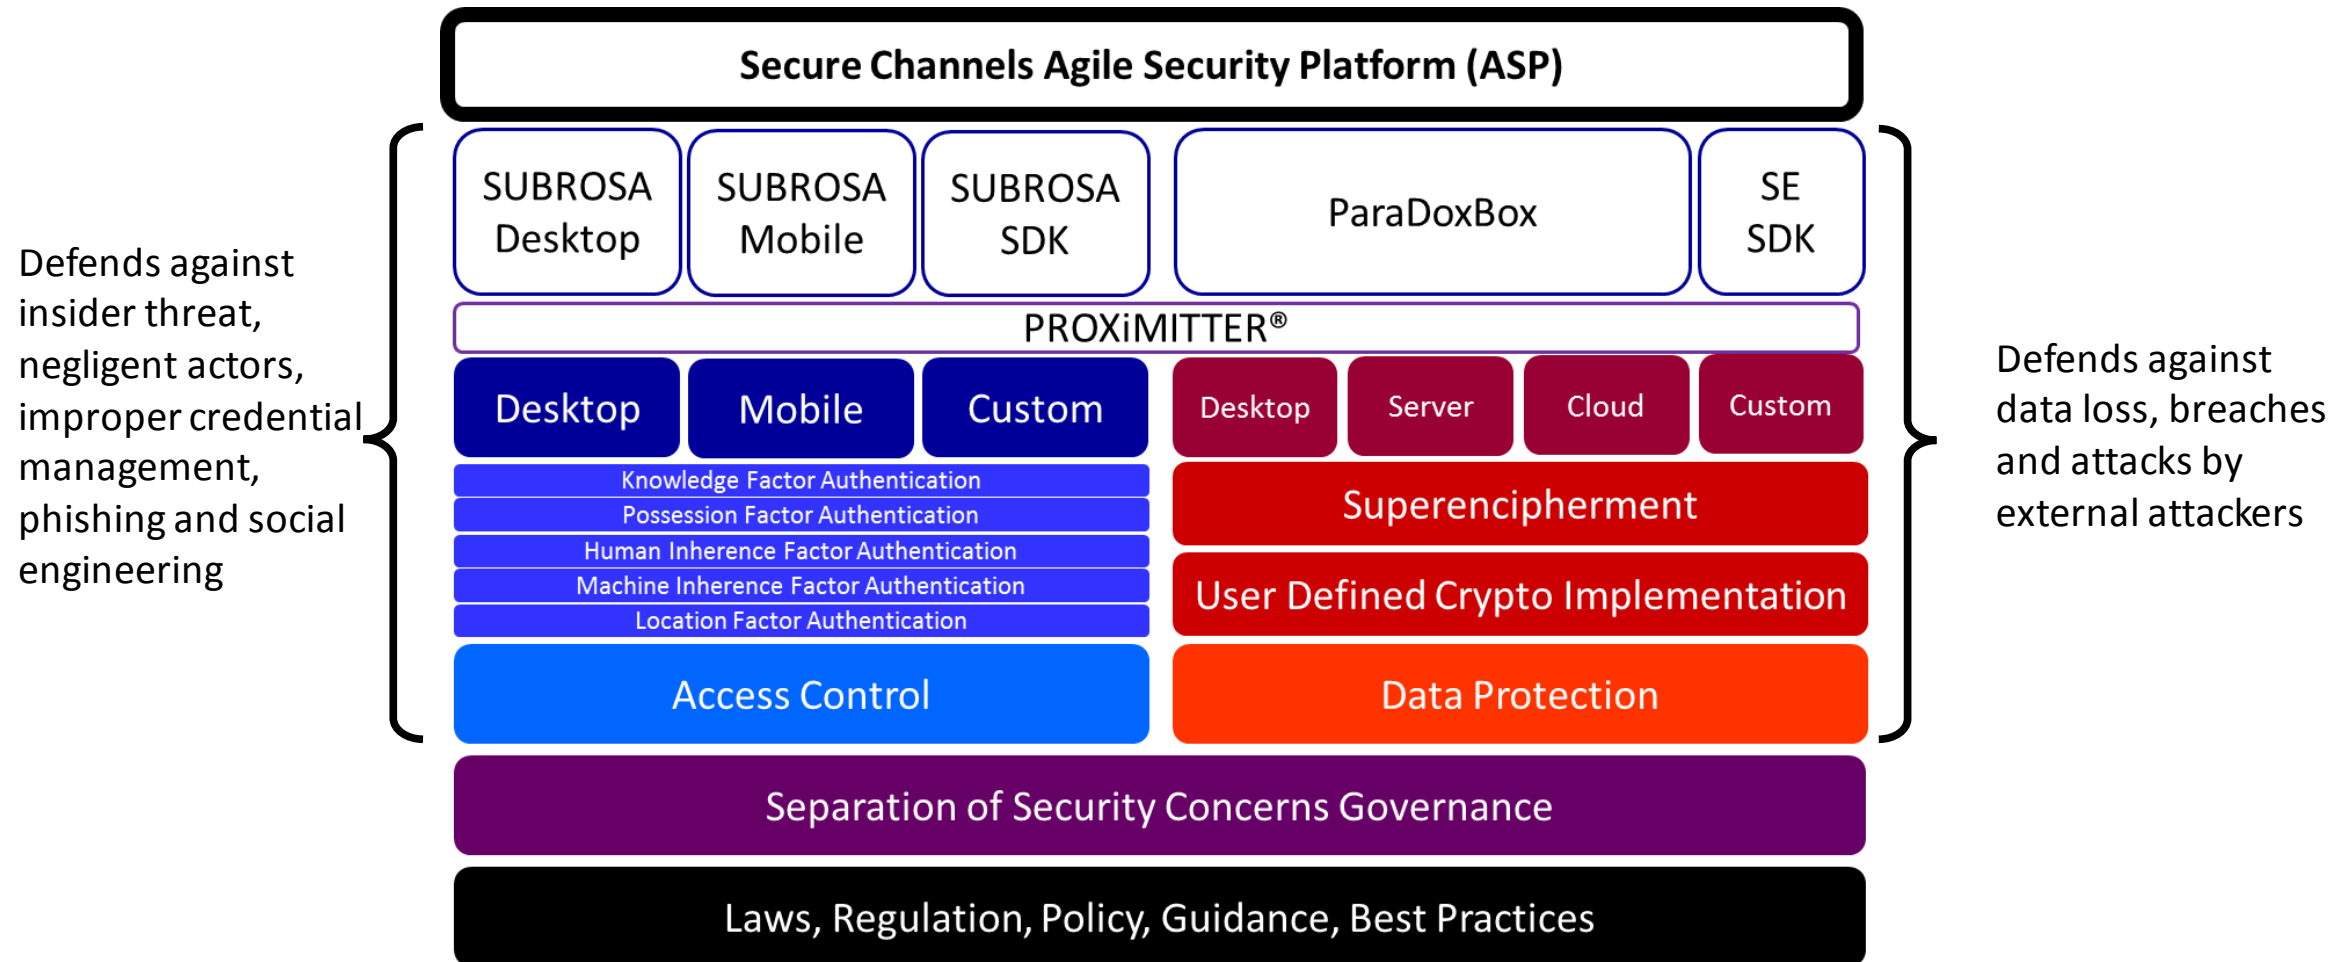 Secure Channels Agile Security Platform (ASP)
SUBROSA
Desktop
SUBROSA
Mobile
SUBROSA
SDK
ParaDoxBox
SE
SDK
PROXiMITTER®
Defends against
insider threat,
negligent actors,
improper credential
management,
phishing and social
engineering
Desktop
Mobile
Custom
Desktop
Server
Cloud
Custom
Knowledge Factor Authentication
Possession Factor Authentication
Human Inherence Factor Authentication
Machine Inherence Factor Authentication
Location Factor Authentication
Superencipherment
User Defined Crypto Implementation
Access Control
Data Protection
Defends against
data loss, breaches
and attacks by
external attackers
Separation of Security Concerns Governance
Laws, Regulation, Policy, Guidance, Best Practices